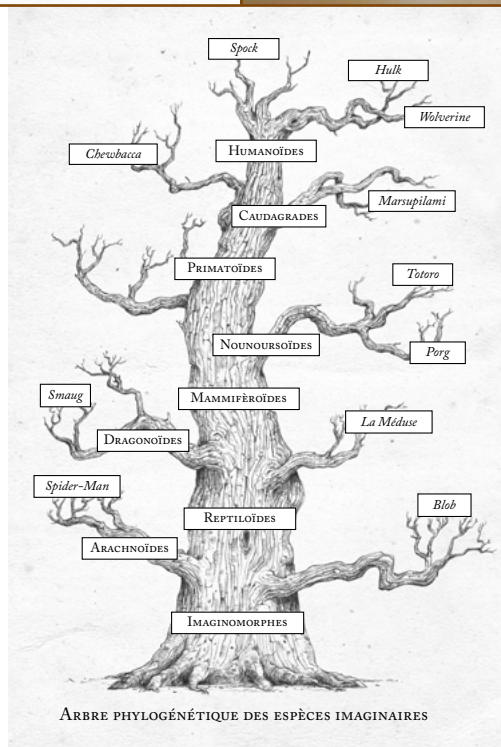 Spock
Hulk
Wolverine
Chewbacca
Humanoïdes
Marsupilami
Caudagrades
Primatoïdes
Totoro
Nounoursoïdes
Porg
Smaug
Mammifèroïdes
La Méduse
Dragonoïdes
Spider-Man
Blob
Reptiloïdes
Arachnoïdes
Imaginomorphes
Arbre phylogénétique des espèces imaginaires